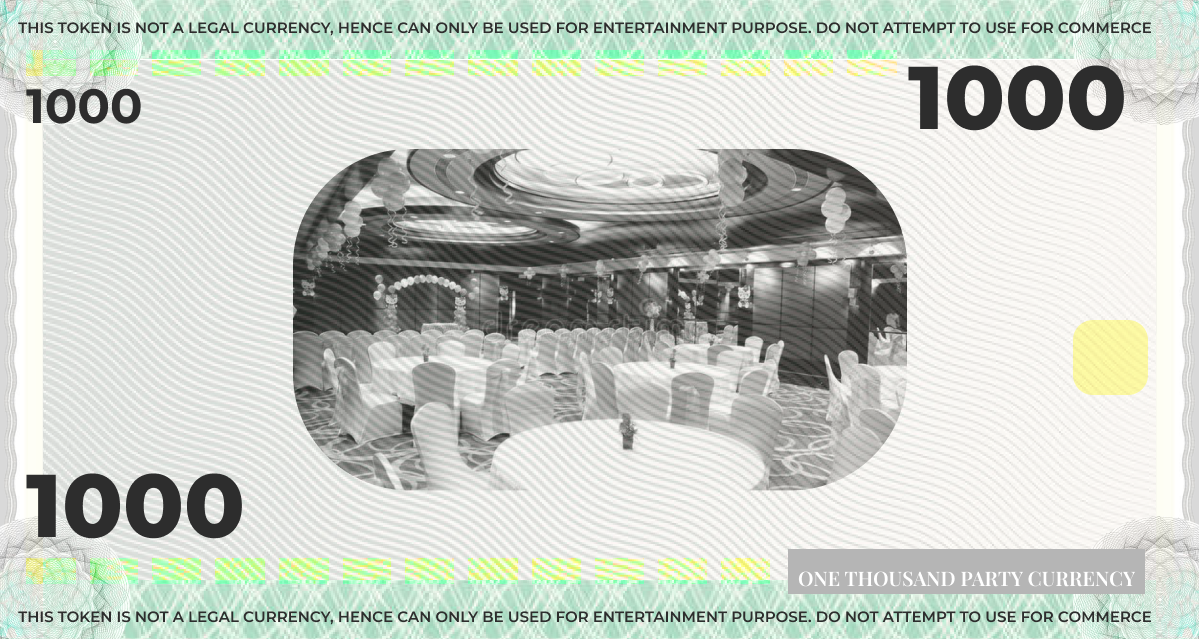 THIS TOKEN IS NOT A LEGAL CURRENCY, HENCE CAN ONLY BE USED FOR ENTERTAINMENT PURPOSE. DO NOT ATTEMPT TO USE FOR COMMERCE
1000
1000
1000
ONE THOUSAND PARTY CURRENCY
THIS TOKEN IS NOT A LEGAL CURRENCY, HENCE CAN ONLY BE USED FOR ENTERTAINMENT PURPOSE. DO NOT ATTEMPT TO USE FOR COMMERCE